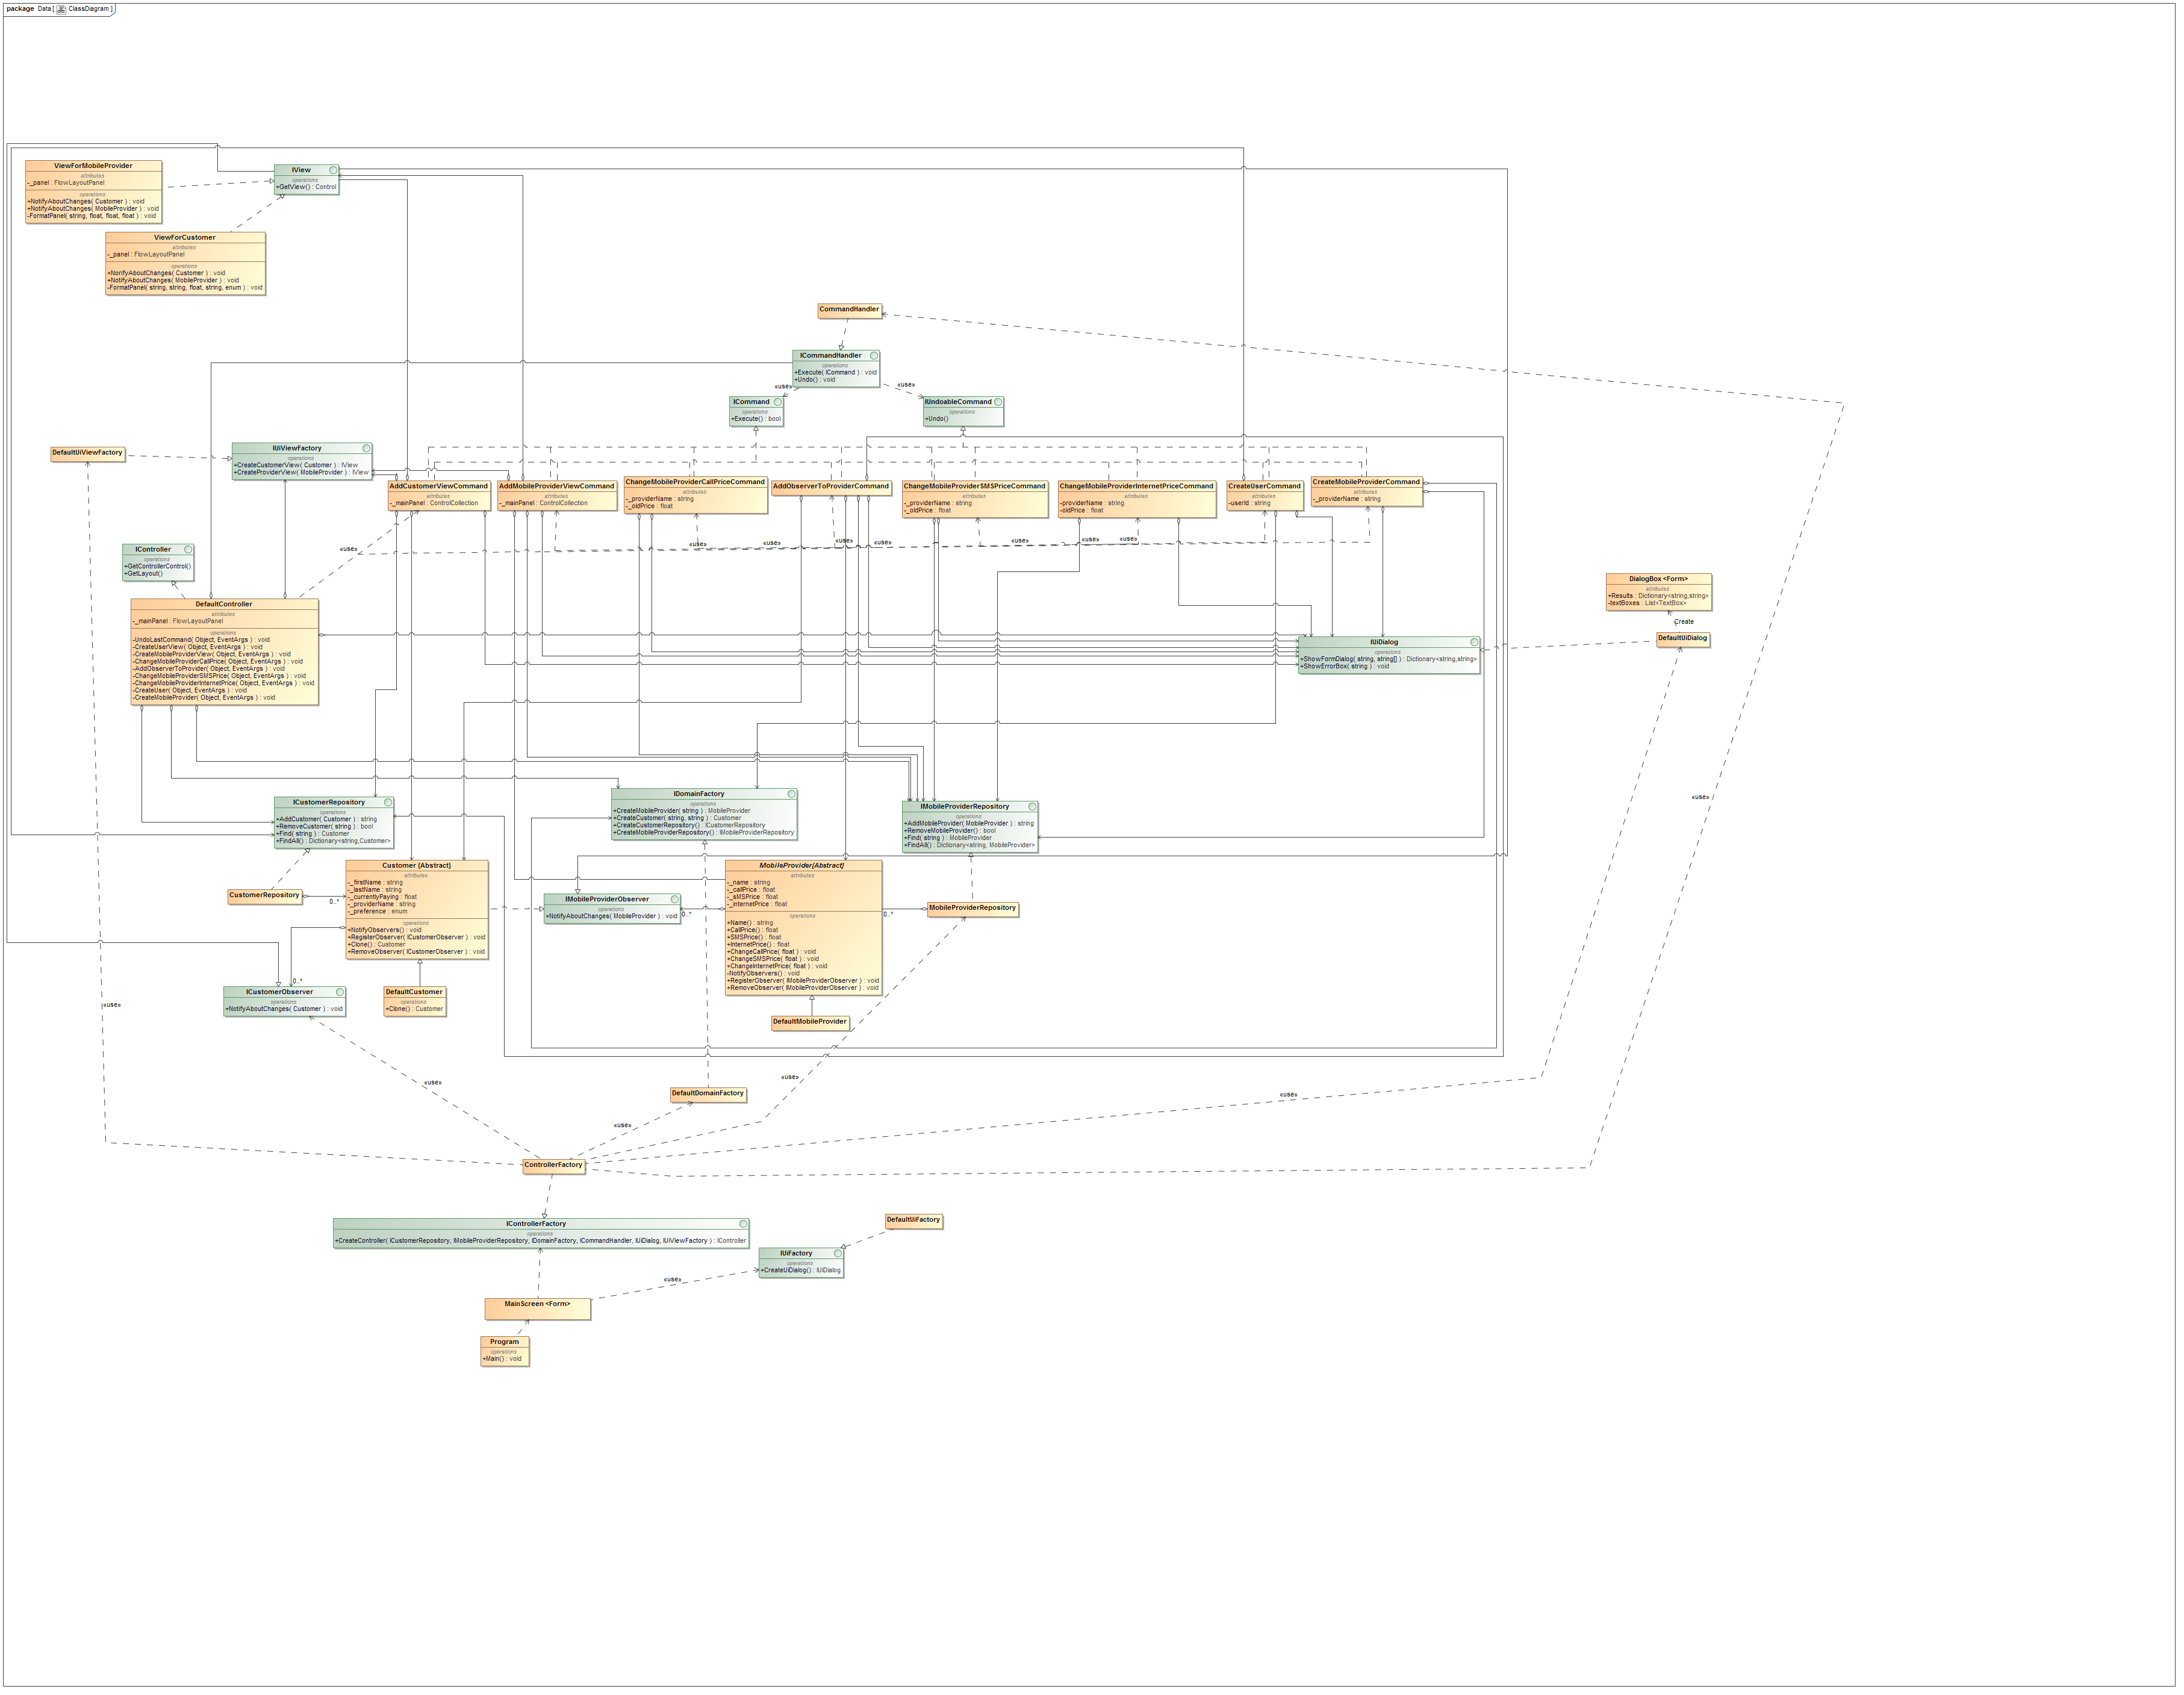 package Data [ ClassDiagram ]
ViewForMobileProvider
attributes
-_panel : FlowLayoutPanel
operations
+NotifyAboutChanges( Customer ) : void
+NotifyAboutChanges( MobileProvider ) : void
-FormatPanel( string, float, float, float ) : void
IView
operations
+GetView() : Control
ViewForCustomer
attributes
-_panel : FlowLayoutPanel
operations
+NorifyAboutChanges( Customer ) : void
+NotifyAboutChanges( MobileProvider ) : void
-FormatPanel( string, string, float, string, enum ) : void
CommandHandler
ICommandHandler
operations
+Execute( ICommand ) : void
+Undo() : void
«use»
«use»
ICommand
operations
+Execute() : bool
IUndoableCommand
operations
+Undo()
DefaultUiViewFactory
IUiViewFactory
operations
+CreateCustomerView( Customer ) : IView
+CreateProviderView( MobileProvider ) : IView
AddCustomerViewCommand
attributes
-_mainPanel : ControlCollection
AddMobileProviderViewCommand
attributes
-_mainPanel : ControlCollection
ChangeMobileProviderCallPriceCommand
attributes
-_providerName : string
-_oldPrice : float
AddObserverToProviderCommand
ChangeMobileProviderSMSPriceCommand
attributes
-_providerName : string
-_oldPrice : float
ChangeMobileProviderInternetPriceCommand
attributes
-providerName : string
-oldPrice : float
CreateUserCommand
attributes
-userId : string
CreateMobileProviderCommand
attributes
-_providerName : string
«use»
«use»
«use»
«use»
«use»
«use»
«use»
«use»
IController
operations
+GetControllerControl()
+GetLayout()
DefaultController
attributes
-_mainPanel : FlowLayoutPanel
operations
-UndoLastCommand( Object, EventArgs ) : void
-CreateUserView( Object, EventArgs ) : void
-CreateMobileProviderView( Object, EventArgs ) : void
-ChangeMobileProviderCallPrice( Object, EventArgs ) : void
-AddObserverToProvider( Object, EventArgs ) : void
-ChangeMobileProviderSMSPrice( Object, EventArgs ) : void
-ChangeMobileProviderInternetPrice( Object, EventArgs ) : void
-CreateUser( Object, EventArgs ) : void
-CreateMobileProvider( Object, EventArgs ) : void
DialogBox <Form>
attributes
+Results : Dictionary<string,string>
-textBoxes : List<TextBox>
Create
DefaultUiDialog
IUiDialog
operations
+ShowFormDialog( string, string[] ) : Dictionary<string,string>
+ShowErrorBox( string ) : void
ICustomerRepository
operations
+AddCustomer( Customer ) : string
+RemoveCustomer( string ) : bool
+Find( string ) : Customer
+FindAll() : Dictionary<string,Customer>
IDomainFactory
operations
+CreateMobileProvider( string ) : MobileProvider
+CreateCustomer( string, string ) : Customer
+CreateCustomerRepository() : ICustomerRepository
+CreateMobileProviderRepository() : IMobileProviderRepository
IMobileProviderRepository
operations
+AddMobileProvider( MobileProvider ) : string
+RemoveMobileProvider() : bool
+Find( string ) : MobileProvider
+FindAll() : Dictionary<string, MobileProvider>
«use»
CustomerRepository
0..*
Customer {Abstract}
attributes
-_firstName : string
-_lastName : string
-_currentlyPaying : float
-_providerName : string
-_preference : enum
operations
+NotifyObservers() : void
+RegisterObserver( ICustomerObserver ) : void
+Clone() : Customer
+RemoveObserver( ICustomerObserver ) : void
IMobileProviderObserver
operations
+NotifyAboutChanges( MobileProvider ) : void
0..*
MobileProvider{Abstract}
attributes
-_name : string
-_callPrice : float
-_sMSPrice : float
-_internetPrice : float
operations
+Name() : string
+CallPrice() : float
+SMSPrice() : float
+InternetPrice() : float
+ChangeCallPrice( float ) : void
+ChangeSMSPrice( float ) : void
+ChangeInternetPrice( float ) : void
-NotifyObservers() : void
+RegisterObserver( IMobileProviderObserver ) : void
+RemoveObserver( IMobileProviderObserver ) : void
0..*
MobileProviderRepository
0..*
ICustomerObserver
operations
+NotifyAboutChanges( Customer ) : void
DefaultCustomer
operations
+Clone() : Customer
DefaultMobileProvider
«use»
«use»
«use»
DefaultDomainFactory
«use»
«use»
ControllerFactory
IControllerFactory
operations
+CreateController( ICustomerRepository, IMobileProviderRepository, IDomainFactory, ICommandHandler, IUiDialog, IUiViewFactory ) : IController
DefaultUiFactory
IUiFactory
operations
+CreateUiDialog() : IUiDialog
«use»
MainScreen <Form>
Program
operations
+Main() : void